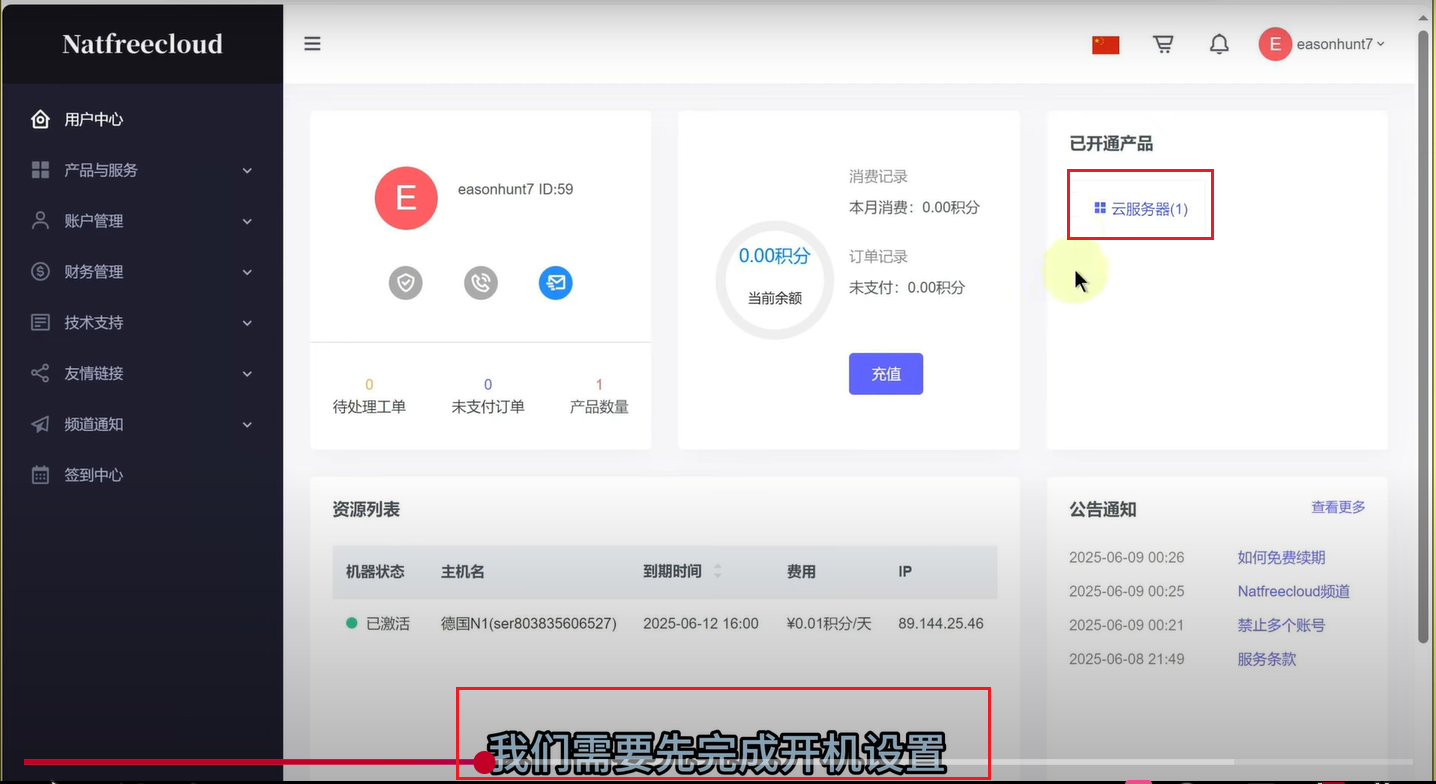 Natfreecloud
E
easonhunt7
用户中心
产品与服务
账户管理
财务管理
技术支持
友情链接
频道通知
签到中心
E
easonhunt7 ID:59
0
0
1
待处理工单
未支付订单
产品数量
消费记录
本月消费：0.00积分
0.00积分
当前余额
订单记录
未支付：0.00积分
充值
已开通产品
云服务器(1)
资源列表
机器状态 主机名 到期时间 费用 IP
已激活 德国N1(ser803835606527) 2025-06-12 16:00 ¥0.01积分/天 89.144.25.46
公告通知 查看更多
2025-06-09 00:26 如何免费续期
2025-06-09 00:25 Natfreecloud频道
2025-06-09 00:21 禁止多个账号
2025-06-08 21:49 服务条款
我们需要先完成开机设置